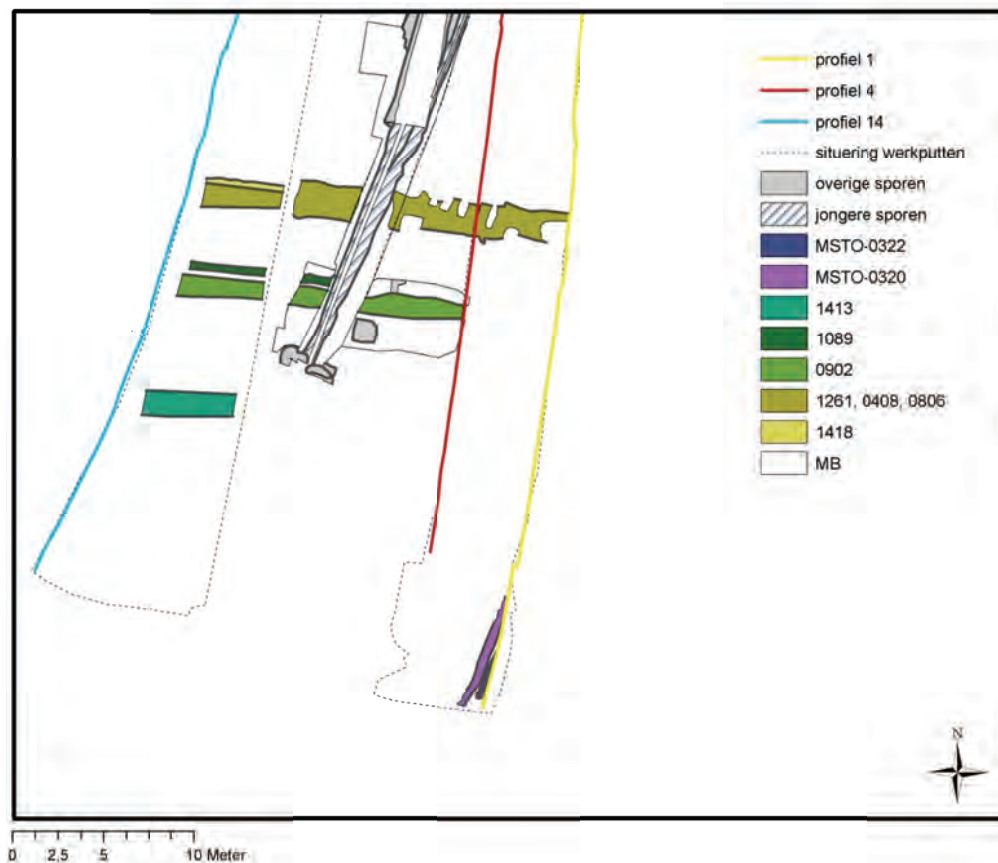 profiel 1
profiel 4
profiel 14
situering werkputten
overige sporen
jongere sporen
MSTO-0322
MSTO-0320
1413
1089
0902
1261, 0408, 0806
1418
MB
N
0 2,5 5 10 Meter